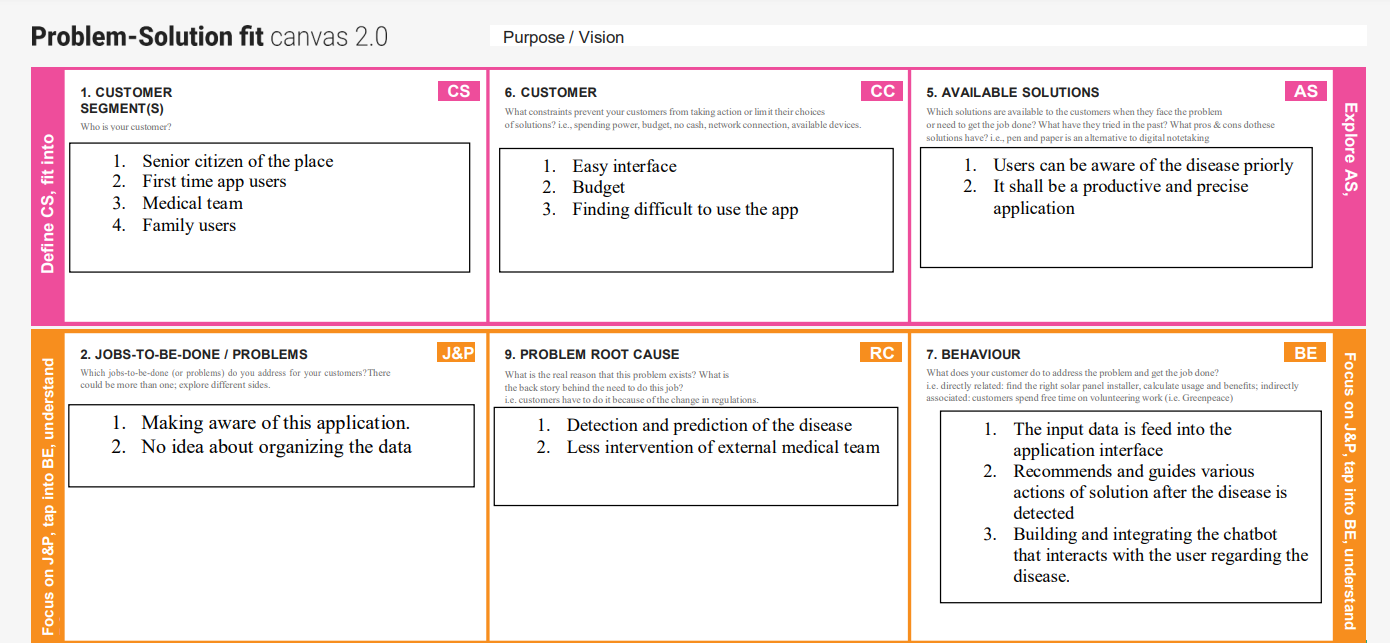 Problem-Solution fit canvas 2.0
Purpose / Vision
Define CS, fit into
1. CUSTOMER
SEGMENT(S)
CS
Who is your customer?
1. Senior citizen of the place
2. First time app users
3. Medical team
4. Family users
6. CUSTOMER
CC
What constraints prevent your customers from taking action or limit their choices
of solutions? i.e., spending power, budget, no cash, network connection, available devices.
1. Easy interface
2. Budget
3. Finding difficult to use the app
5. AVAILABLE SOLUTIONS
AS
Which solutions are available to the customers when they face the problem
or need to get the job done? What have they tried in the past? What pros & cons dothese
solutions have? i.e., pen and paper is an alternative to digital notetaking
1. Users can be aware of the disease priorly
2. It shall be a productive and precise
application
Explore AS,
Focus on J&P, tap into BE, understand
2. JOBS-TO-BE-DONE / PROBLEMS
J&P
Which jobs-to-be-done (or problems) do you address for your customers?There
could be more than one; explore different sides.
1. Making aware of this application.
2. No idea about organizing the data
9. PROBLEM ROOT CAUSE
RC
What is the real reason that this problem exists? What is
the back story behind the need to do this job?
i.e. customers have to do it because of the change in regulations.
1. Detection and prediction of the disease
2. Less intervention of external medical team
7. BEHAVIOUR
BE
What does your customer do to address the problem and get the job done?
i.e. directly related: find the right solar panel installer, calculate usage and benefits; indirectly
associated: customers spend free time on volunteering work (i.e. Greenpeace)
1. The input data is feed into the
application interface
2. Recommends and guides various
actions of solution after the disease is
detected
3. Building and integrating the chatbot
that interacts with the user regarding the
disease.
Focus on J&P, tap into BE, understand